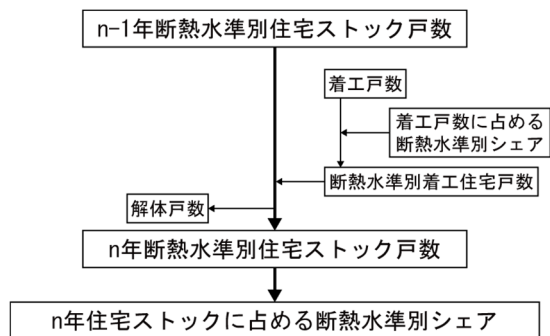 n-1年断熱水準別住宅ストック戸数
着工戸数
着工戸数に占める
断熱水準別シェア
断熱水準別着工住宅戸数
解体戸数
n年断熱水準別住宅ストック戸数
n年住宅ストックに占める断熱水準別シェア